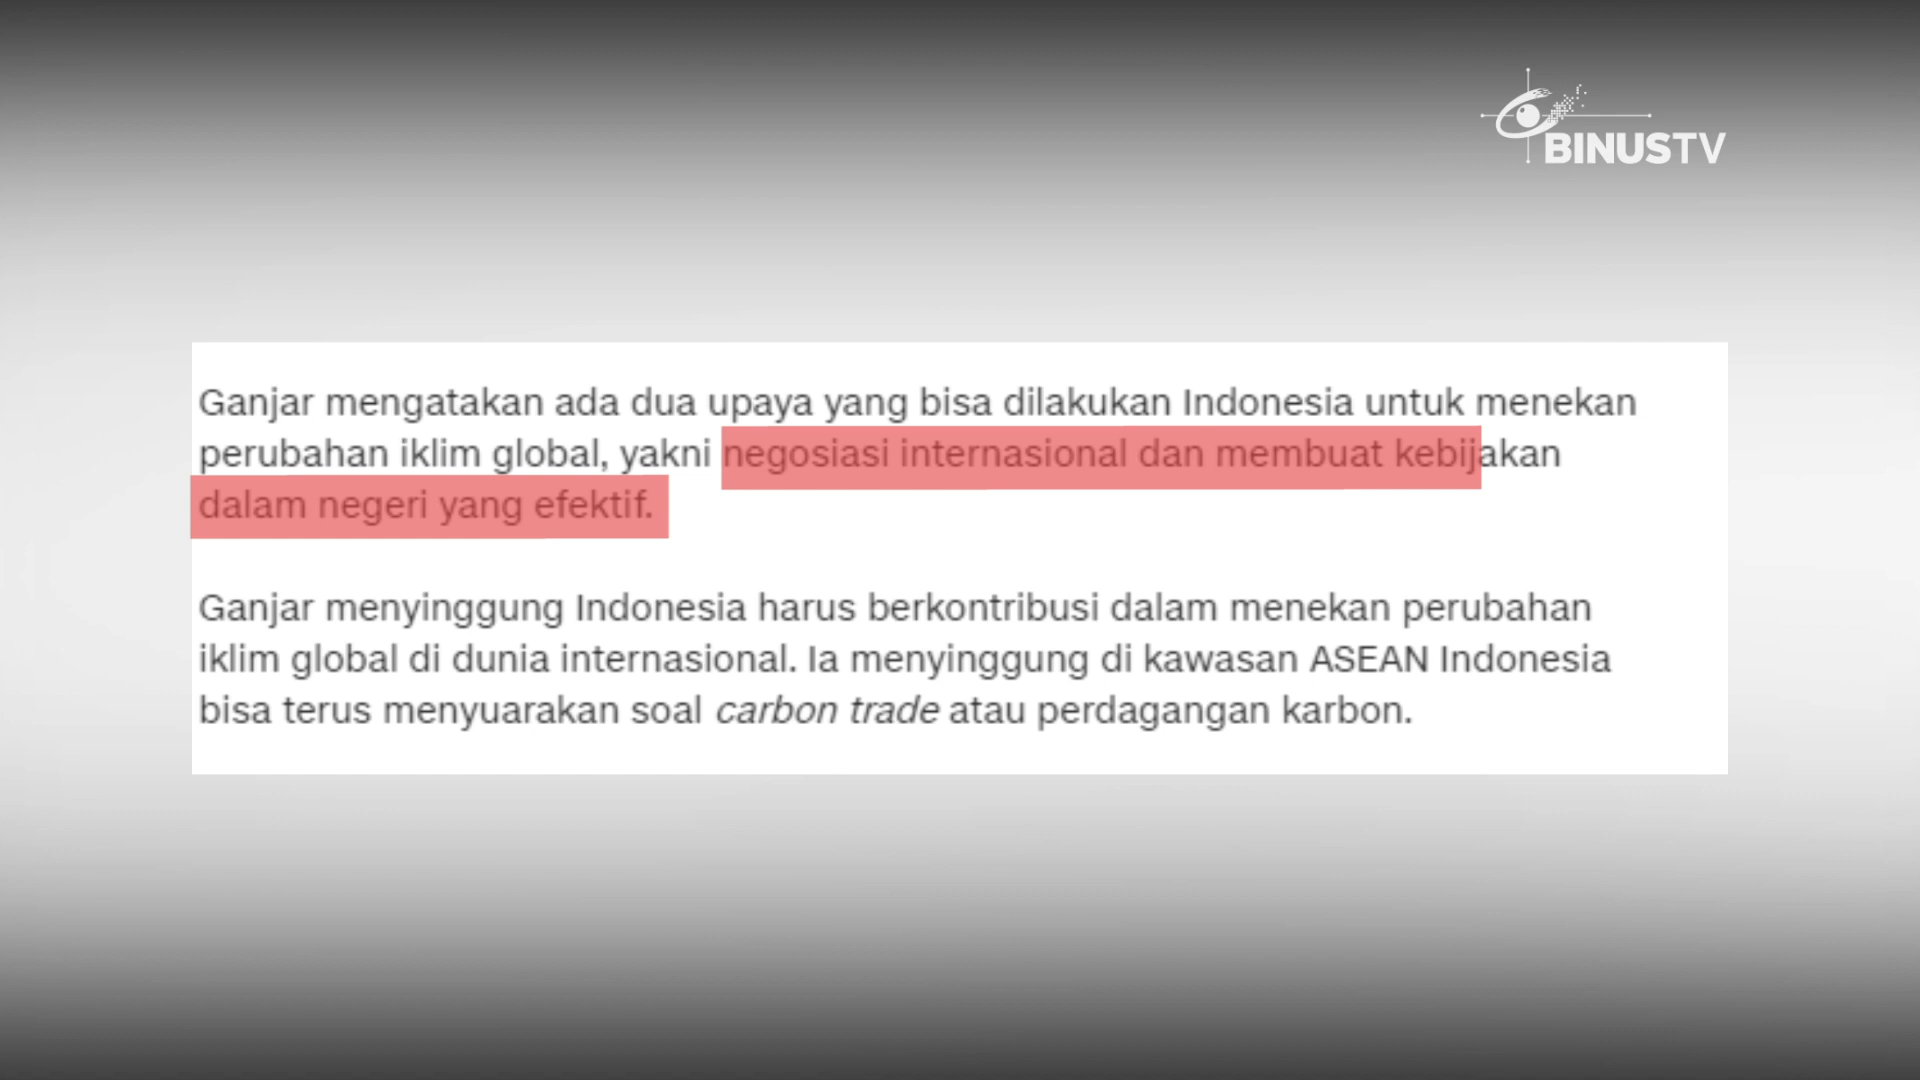 BINUSTV
Ganjar mengatakan ada dua upaya yang bisa dilakukan Indonesia untuk menekan
perubahan iklim global, yakni negosiasi internasional dan membuat kebijakan
dalam negeri yang efektif.
Ganjar menyinggung Indonesia harus berkontribusi dalam menekan perubahan
iklim global di dunia internasional. Ia menyinggung di kawasan ASEAN Indonesia
bisa terus menyuarakan soal carbon trade atau perdagangan karbon.